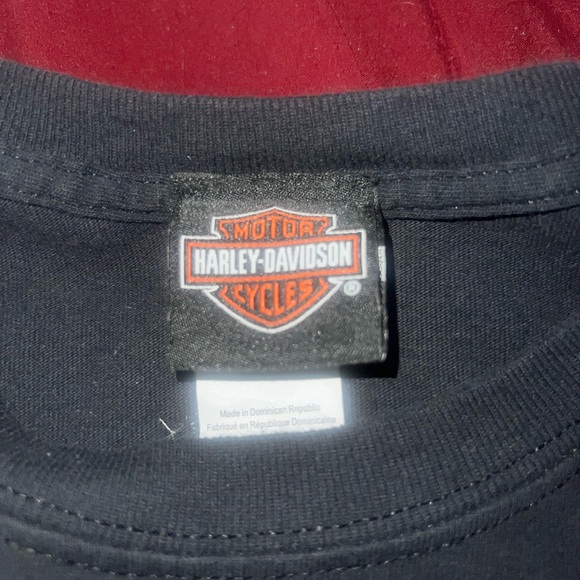 MOTOR
HARLEY-DAVIDSON
CYCLES
®
Made in Dominican Republic
Fabriqué en République Dominicaine